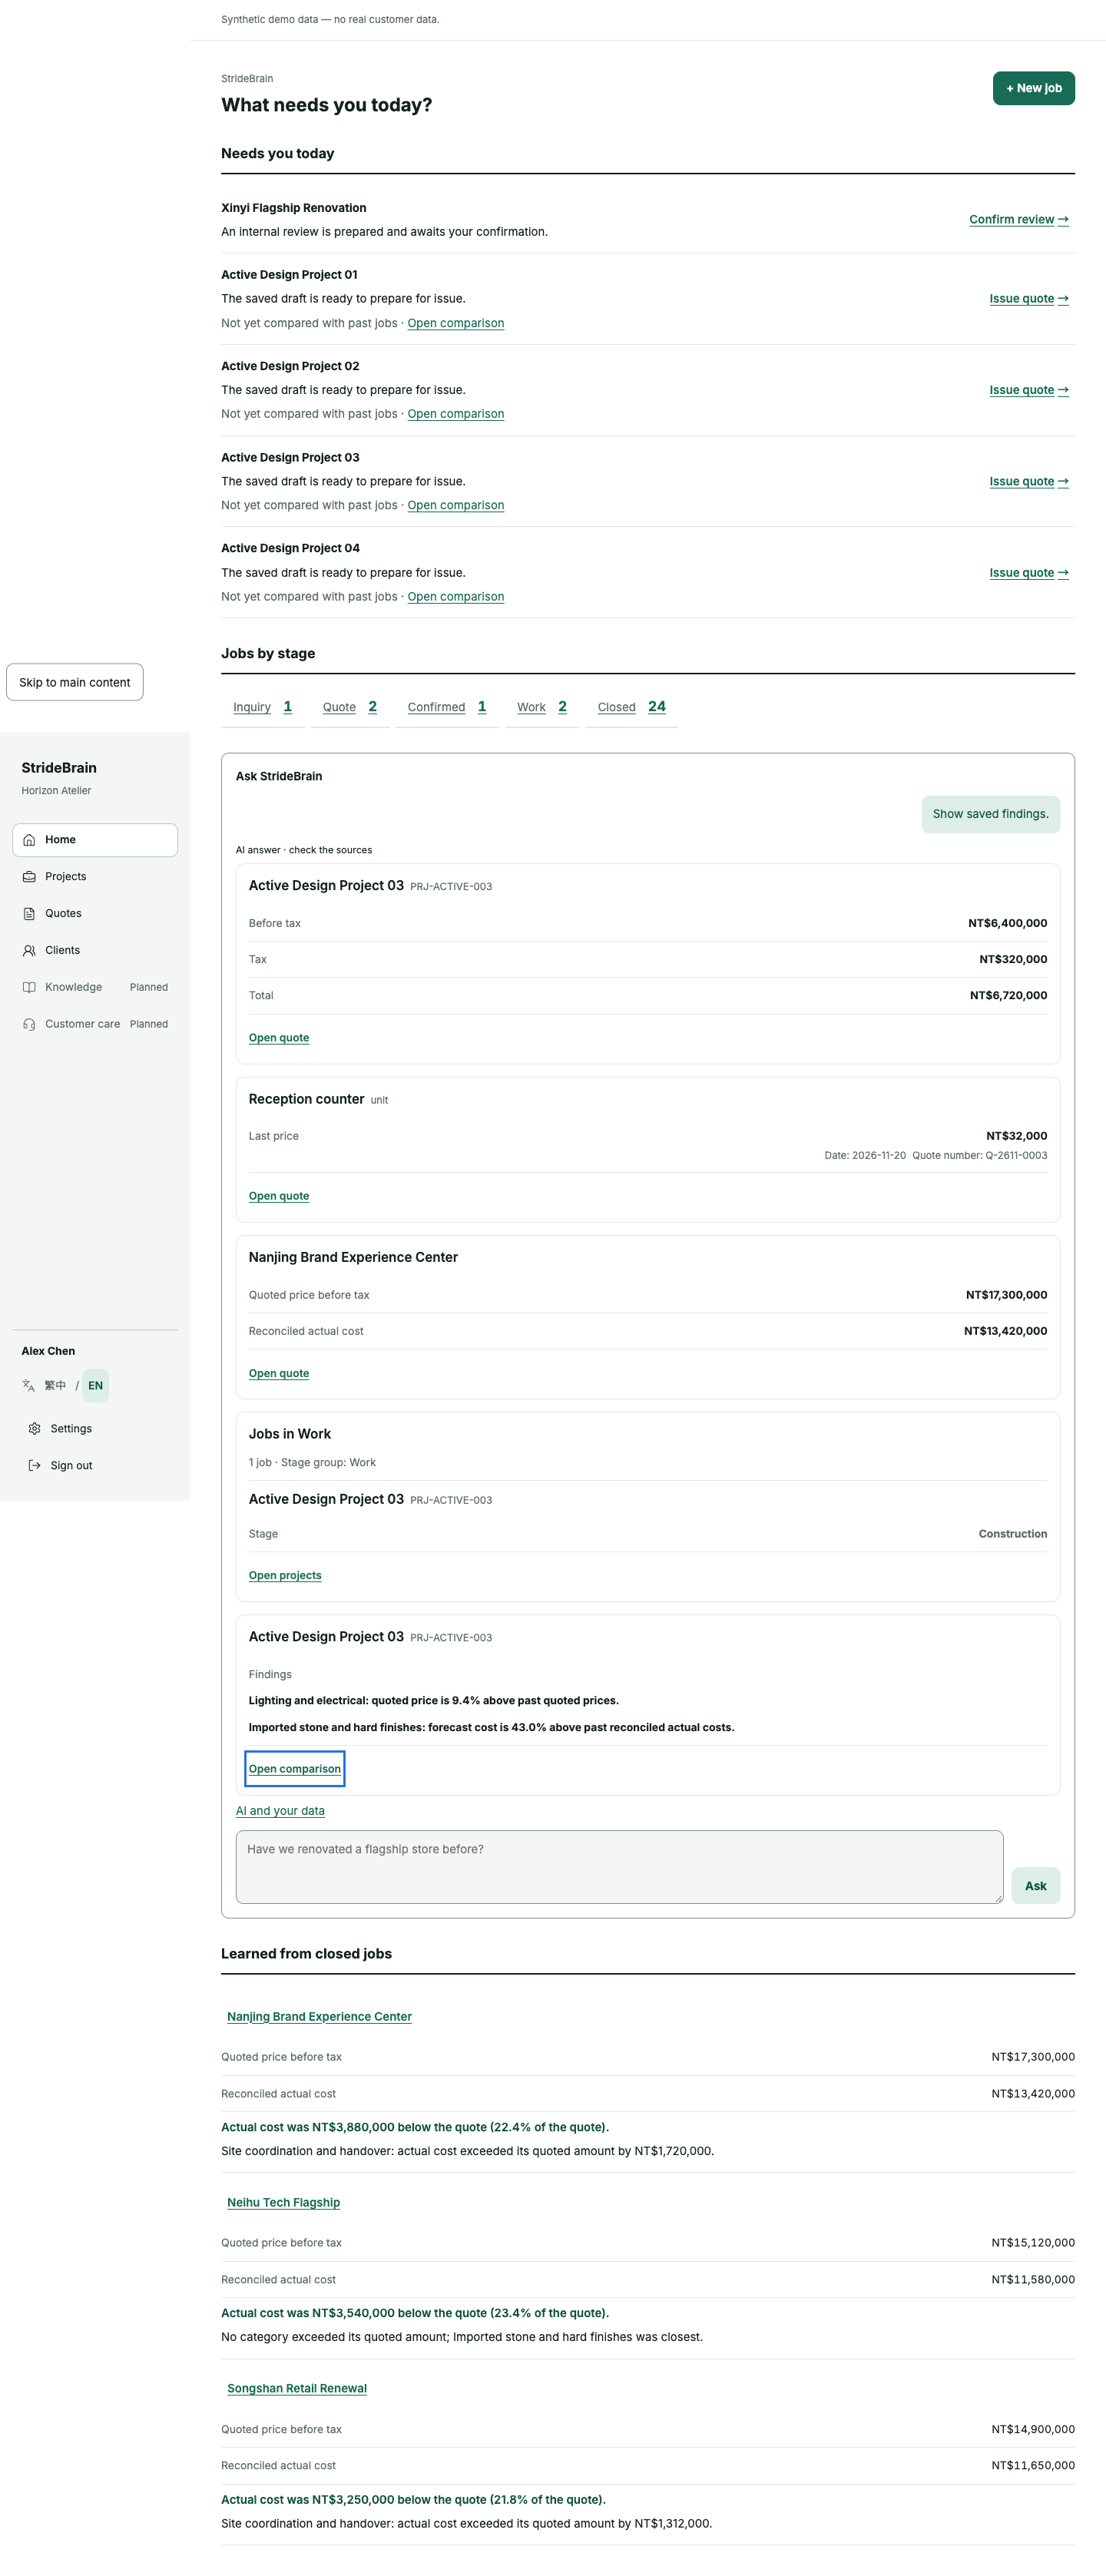 Synthetic demo data — no real customer data.
StrideBrain
What needs you today?
+ New job
Needs you today
Xinyi Flagship Renovation
An internal review is prepared and awaits your confirmation.
Confirm review →
Active Design Project 01
The saved draft is ready to prepare for issue.
Issue quote →
Not yet compared with past jobs · Open comparison
Active Design Project 02
The saved draft is ready to prepare for issue.
Issue quote →
Not yet compared with past jobs · Open comparison
Active Design Project 03
The saved draft is ready to prepare for issue.
Issue quote →
Not yet compared with past jobs · Open comparison
Active Design Project 04
The saved draft is ready to prepare for issue.
Issue quote →
Not yet compared with past jobs · Open comparison
Jobs by stage
Inquiry 1 Quote 2 Confirmed 1 Work 2 Closed 24
Skip to main content
StrideBrain
Horizon Atelier
Home
Projects
Quotes
Clients
Knowledge Planned
Customer care Planned
Alex Chen
繁中 / EN
Settings
Sign out
Ask StrideBrain
Show saved findings.
AI answer · check the sources
Active Design Project 03 PRJ-ACTIVE-003
Before tax NT$6,400,000
Tax NT$320,000
Total NT$6,720,000
Open quote
Reception counter unit
Last price NT$32,000
Date: 2026-11-20 Quote number: Q-2611-0003
Open quote
Nanjing Brand Experience Center
Quoted price before tax NT$17,300,000
Reconciled actual cost NT$13,420,000
Open quote
Jobs in Work
1 job · Stage group: Work
Active Design Project 03 PRJ-ACTIVE-003
Stage Construction
Open projects
Active Design Project 03 PRJ-ACTIVE-003
Findings
Lighting and electrical: quoted price is 9.4% above past quoted prices.
Imported stone and hard finishes: forecast cost is 43.0% above past reconciled actual costs.
Open comparison
AI and your data
Have we renovated a flagship store before?
Ask
Learned from closed jobs
Nanjing Brand Experience Center
Quoted price before tax NT$17,300,000
Reconciled actual cost NT$13,420,000
Actual cost was NT$3,880,000 below the quote (22.4% of the quote).
Site coordination and handover: actual cost exceeded its quoted amount by NT$1,720,000.
Neihu Tech Flagship
Quoted price before tax NT$15,120,000
Reconciled actual cost NT$11,580,000
Actual cost was NT$3,540,000 below the quote (23.4% of the quote).
No category exceeded its quoted amount; Imported stone and hard finishes was closest.
Songshan Retail Renewal
Quoted price before tax NT$14,900,000
Reconciled actual cost NT$11,650,000
Actual cost was NT$3,250,000 below the quote (21.8% of the quote).
Site coordination and handover: actual cost exceeded its quoted amount by NT$1,312,000.